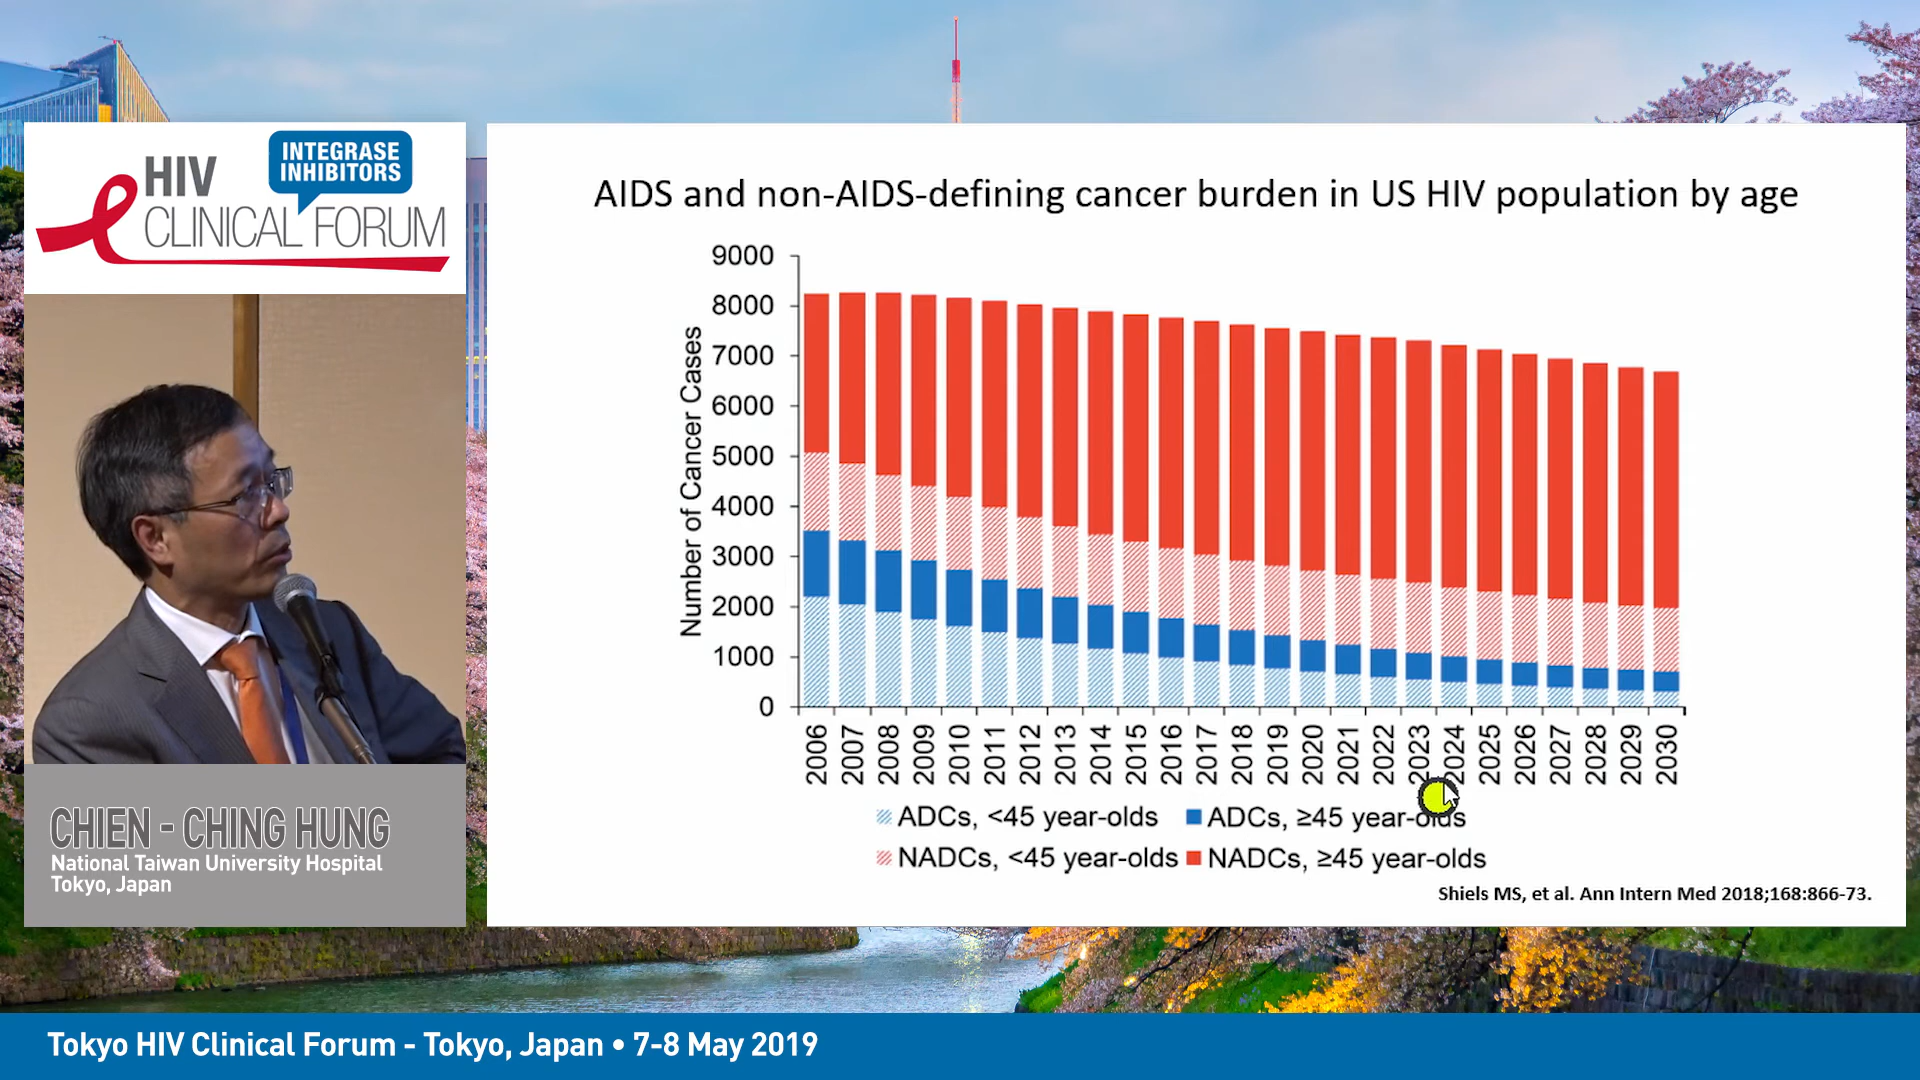 HIV
INTEGRASE
INHIBITORS
CLINICAL FORUM
CHIEN - CHING HUNG
National Taiwan University Hospital
Tokyo, Japan
AIDS and non-AIDS-defining cancer burden in US HIV population by age
Number of Cancer Cases
9000
8000
7000
6000
5000
4000
3000
2000
1000
0
2006 2007 2008 2009 2010 2011 2012 2013 2014 2015 2016 2017 2018 2019 2020 2021 2022 2023 2024 2025 2026 2027 2028 2029 2030
ADCs, <45 year-olds ADCs, ≥45 year-olds
NADCs, <45 year-olds NADCs, ≥45 year-olds
Shiels MS, et al. Ann Intern Med 2018;168:866-73.
Tokyo HIV Clinical Forum - Tokyo, Japan • 7-8 May 2019